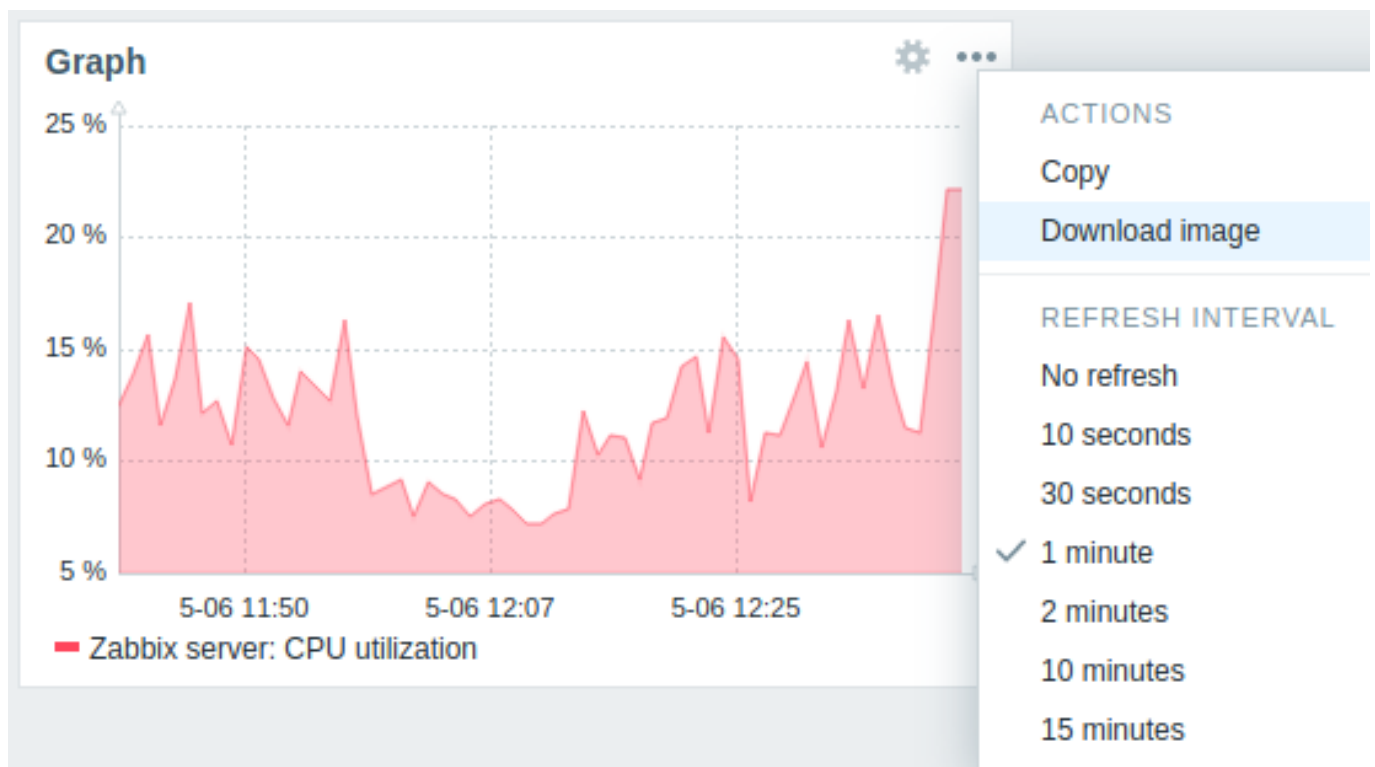 Graph
25 %
20 %
15 %
10 %
5 %
5-06 11:50 5-06 12:07 5-06 12:25
Zabbix server: CPU utilization
ACTIONS
Copy
Download image
REFRESH INTERVAL
No refresh
10 seconds
30 seconds
1 minute
2 minutes
10 minutes
15 minutes